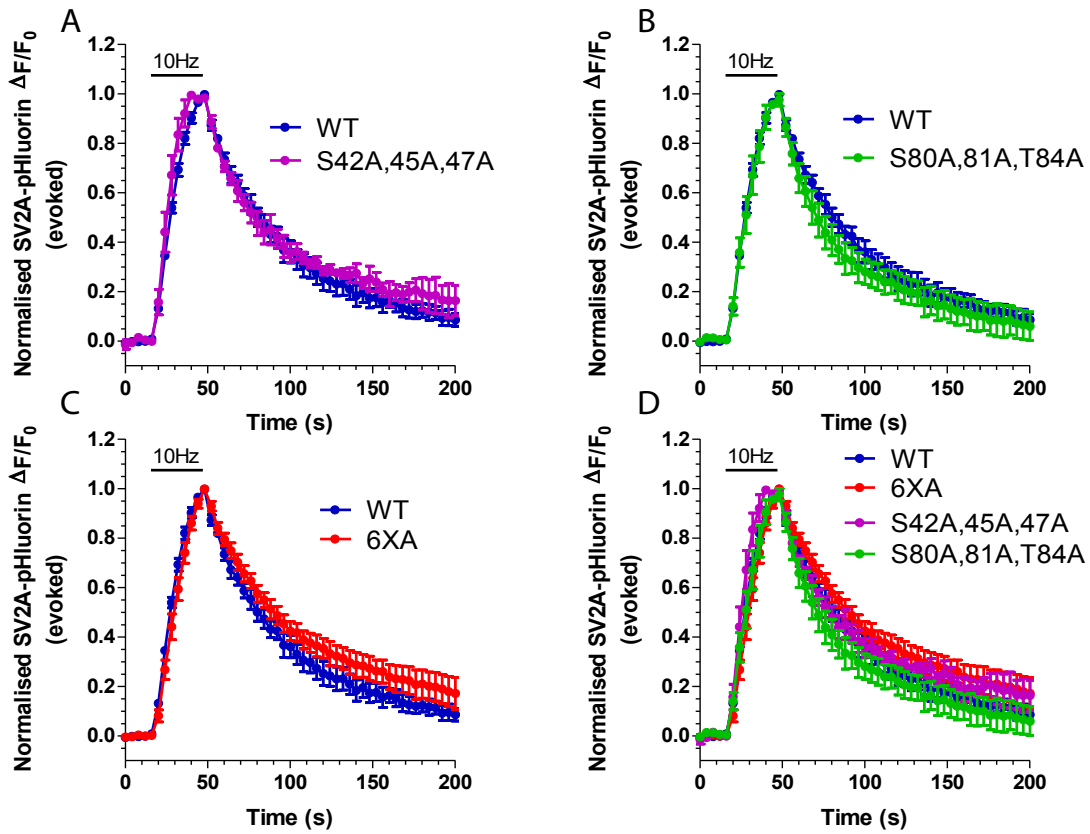 A
Normalised SV2A-pHluorin ΔF/F0
(evoked)
1.2
1.0
0.8
0.6
0.4
0.2
0.0
10Hz
WT
S42A,45A,47A
0 50 100 150 200
Time (s)
B
Normalised SV2A-pHluorin ΔF/F0
(evoked)
1.2
1.0
0.8
0.6
0.4
0.2
0.0
10Hz
WT
S80A,81A,T84A
0 50 100 150 200
Time (s)
C
Normalised SV2A-pHluorin ΔF/F0
(evoked)
1.2
1.0
0.8
0.6
0.4
0.2
0.0
10Hz
WT
6XA
0 50 100 150 200
Time (s)
D
Normalised SV2A-pHluorin ΔF/F0
(evoked)
1.2
1.0
0.8
0.6
0.4
0.2
0.0
10Hz
WT
6XA
S42A,45A,47A
S80A,81A,T84A
0 50 100 150 200
Time (s)